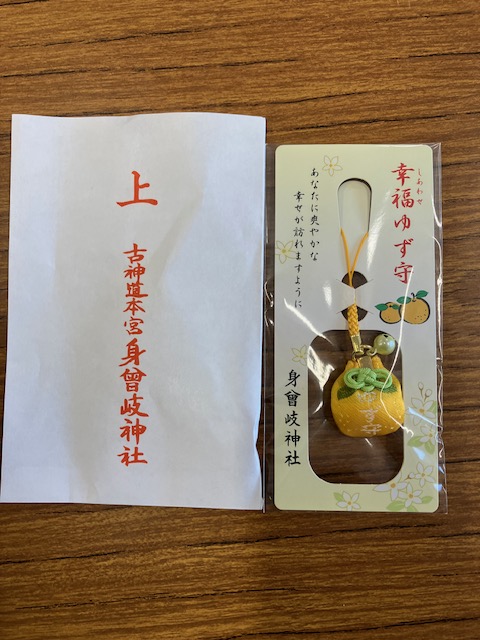 上
古神道本宮身曾岐神社
しあわせ
幸福ゆず守
あなたに爽やかな
幸せが訪れますように
身曾岐神社